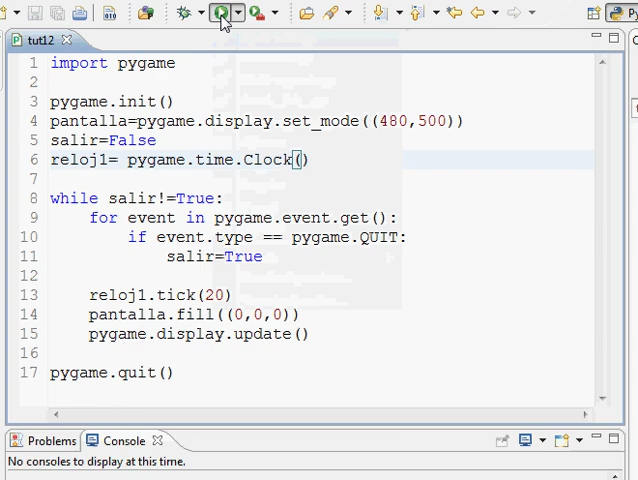 Py
tut12
1 import pygame
2
3 pygame.init()
4 pantalla=pygame.display.set_mode((480,500))
5 salir=False
6 reloj1= pygame.time.Clock()
7
8 while salir!=True:
9     for event in pygame.event.get():
10         if event.type == pygame.QUIT:
11             salir=True
12
13     reloj1.tick(20)
14     pantalla.fill((0,0,0))
15     pygame.display.update()
16
17 pygame.quit()
Problems Console
No consoles to display at this time.